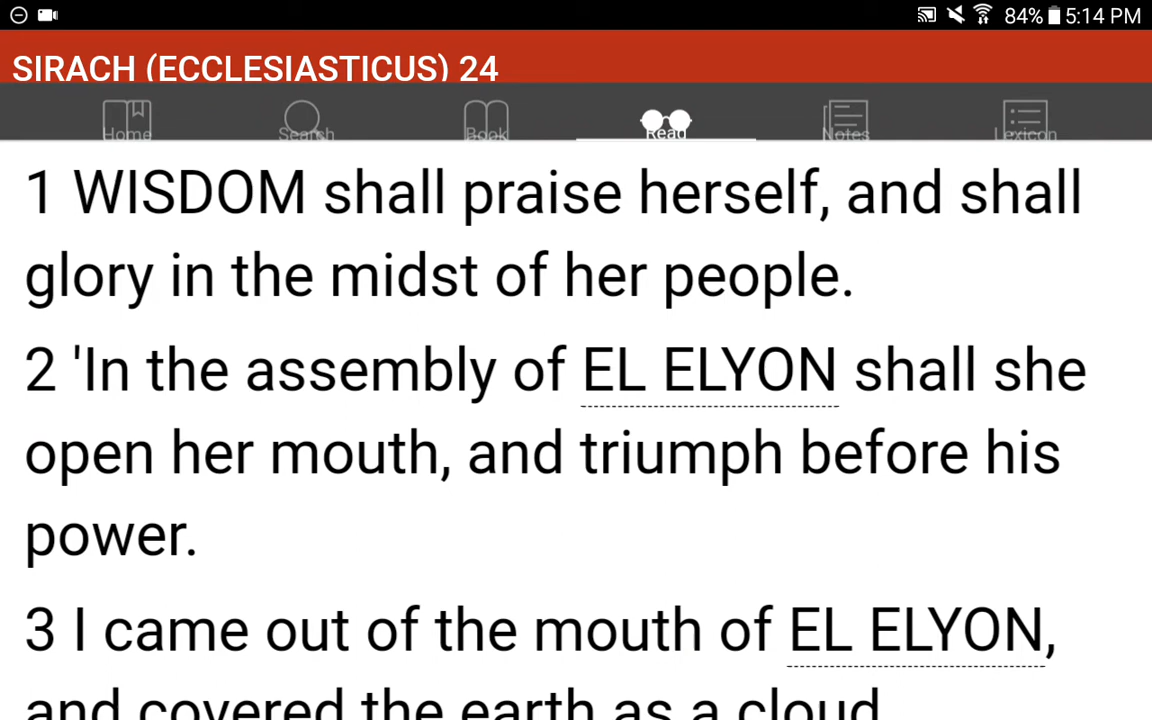 84% 5:14 PM
SIRACH (ECCLESIASTICUS) 24
Home Search Book Read Notes Lexicon
1 WISDOM shall praise herself, and shall
glory in the midst of her people.
2 'In the assembly of EL ELYON shall she
open her mouth, and triumph before his
power.
3 I came out of the mouth of EL ELYON,
and covered the earth as a cloud